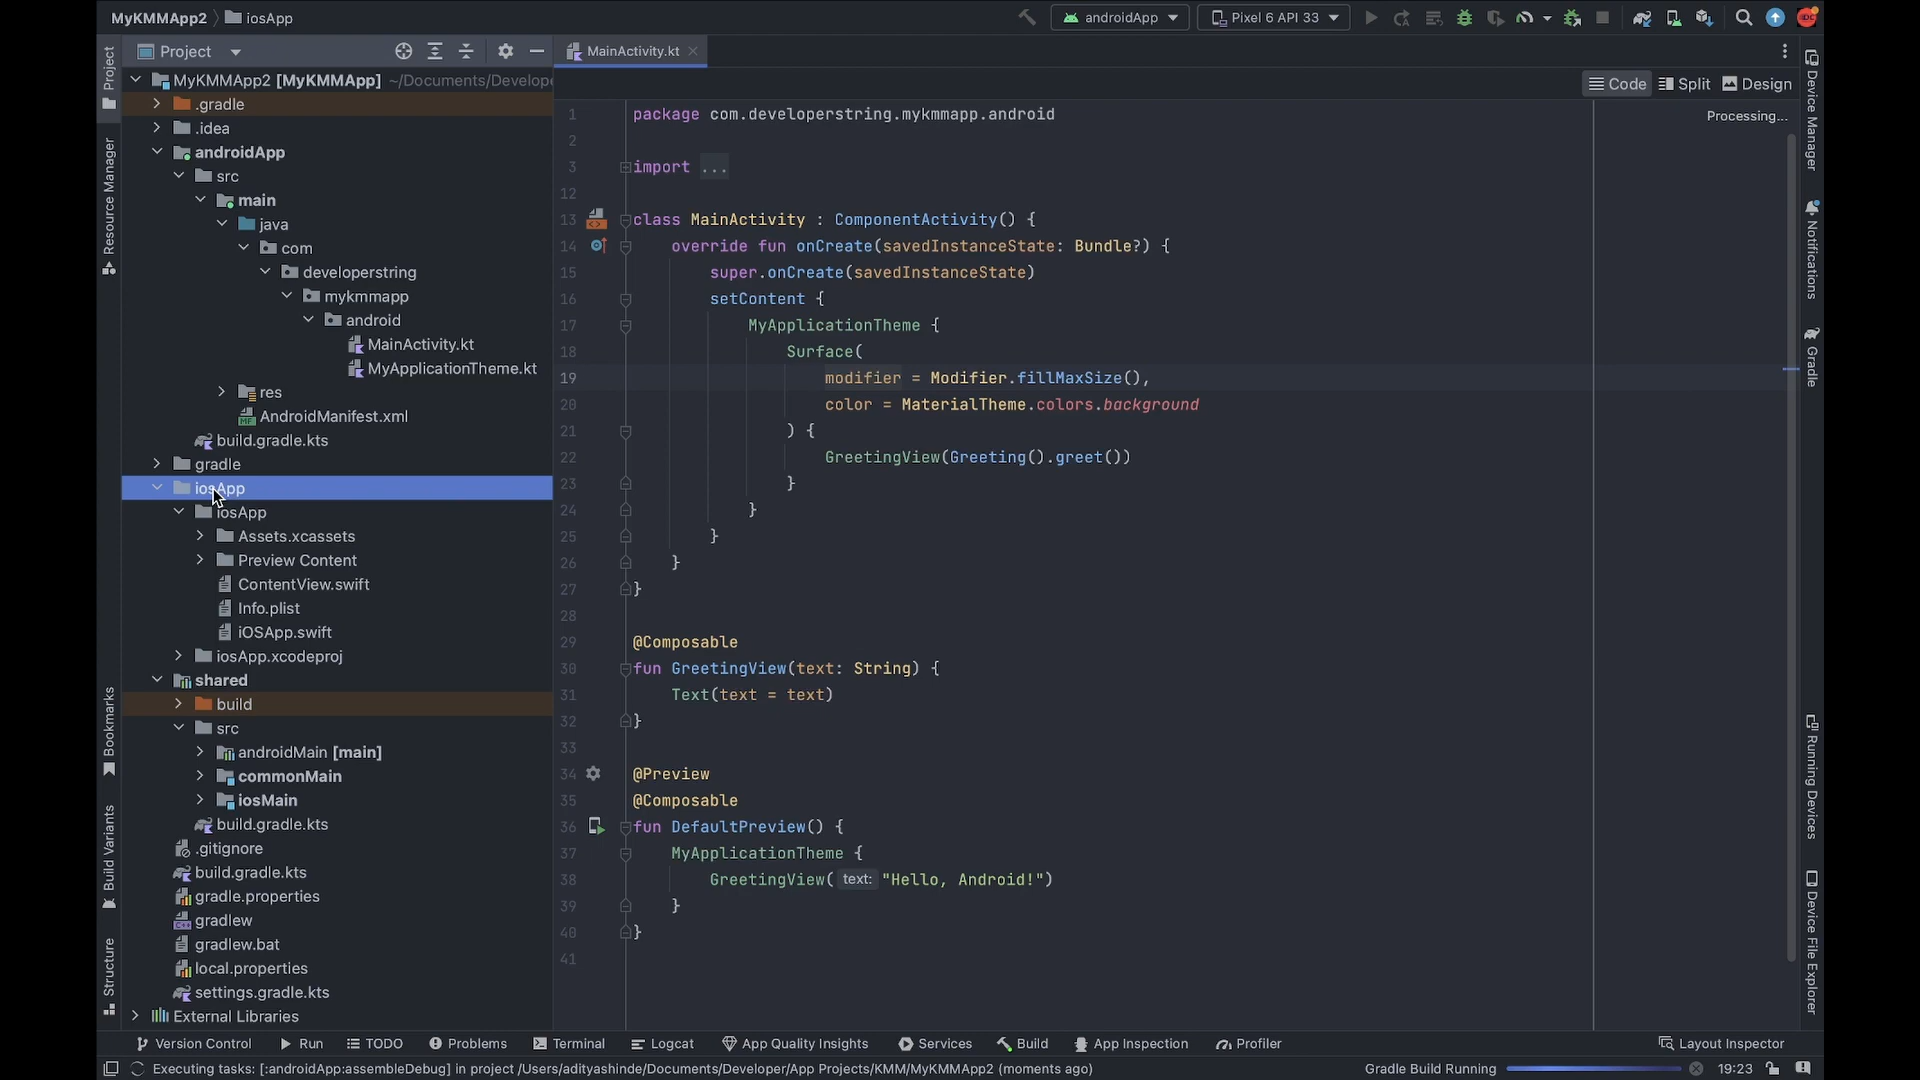 MyKMMApp2 iosApp
androidApp Pixel 6 API 33
Project
MainActivity.kt
Code Split Design
Processing...
Project
Resource Manager
Bookmarks
Build Variants
Structure
MyKMMApp2 [MyKMMApp] ~/Documents/Develope
.gradle
.idea
androidApp
src
main
java
com
developerstring
mykmmapp
android
MainActivity.kt
MyApplicationTheme.kt
res
AndroidManifest.xml
build.gradle.kts
gradle
iosApp
iosApp
Assets.xcassets
Preview Content
ContentView.swift
Info.plist
iOSApp.swift
iosApp.xcodeproj
shared
build
src
androidMain [main]
commonMain
iosMain
build.gradle.kts
.gitignore
build.gradle.kts
gradle.properties
gradlew
gradlew.bat
local.properties
settings.gradle.kts
External Libraries
1 package com.developerstring.mykmmapp.android
2
3 import ...
12
13 class MainActivity : ComponentActivity() {
14 override fun onCreate(savedInstanceState: Bundle?) {
15 super.onCreate(savedInstanceState)
16 setContent {
17 MyApplicationTheme {
18 Surface(
19 modifier = Modifier.fillMaxSize(),
20 color = MaterialTheme.colors.background
21 ) {
22 GreetingView(Greeting().greet())
23 }
24 }
25 }
26 }
27 }
28
29 @Composable
30 fun GreetingView(text: String) {
31 Text(text = text)
32 }
33
34 @Preview
35 @Composable
36 fun DefaultPreview() {
37 MyApplicationTheme {
38 GreetingView( text: "Hello, Android!")
39 }
40 }
41
Device Manager
Notifications
Gradle
Running Devices
Device File Explorer
Version Control Run TODO Problems Terminal Logcat App Quality Insights Services Build App Inspection Profiler Layout Inspector
Executing tasks: [:androidApp:assembleDebug] in project /Users/adityashinde/Documents/Developer/App Projects/KMM/MyKMMApp2 (moments ago) Gradle Build Running 19:23